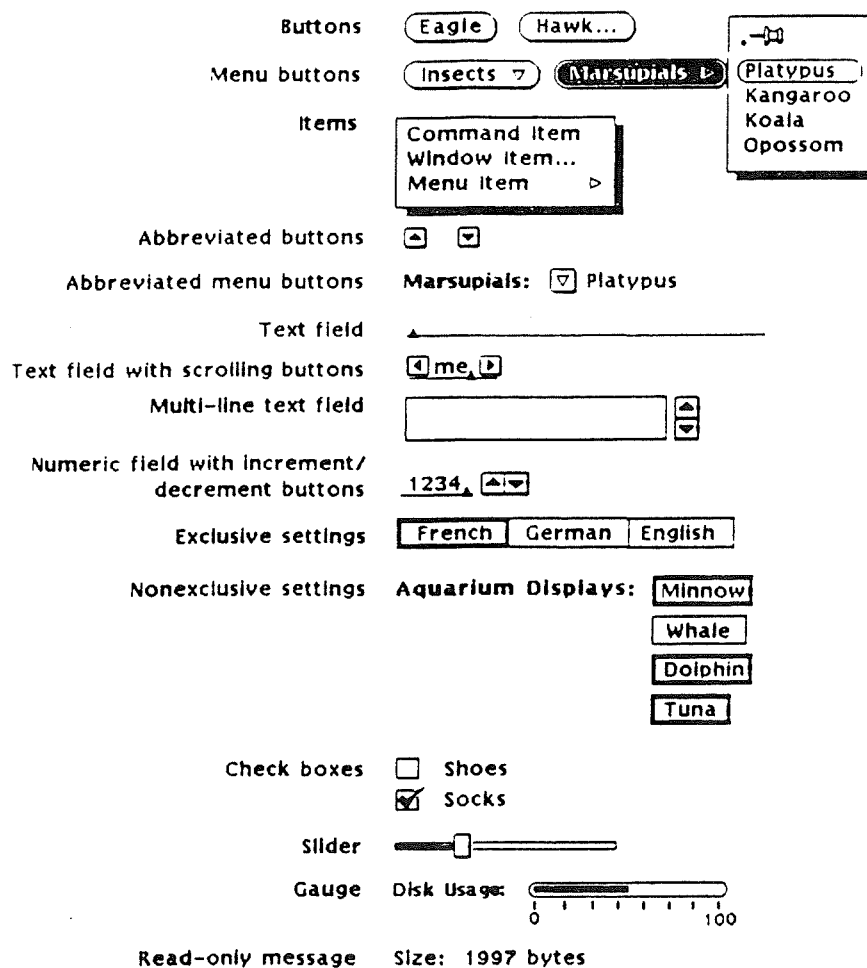 Buttons Eagle Hawk...
Menu buttons Insects Marsupials
Platypus
Kangaroo
Koala
Opossom
Items
Command Item
Window Item...
Menu Item
Abbreviated buttons
Abbreviated menu buttons Marsupials: Platypus
Text field
Text field with scrolling buttons me
Multi-line text field
Numeric field with increment/
decrement buttons 1234
Exclusive settings French German English
Nonexclusive settings Aquarium Displays: Minnow
Whale
Dolphin
Tuna
Check boxes Shoes
Socks
Slider
Gauge Disk Usage:
0 100
Read-only message Size: 1997 bytes